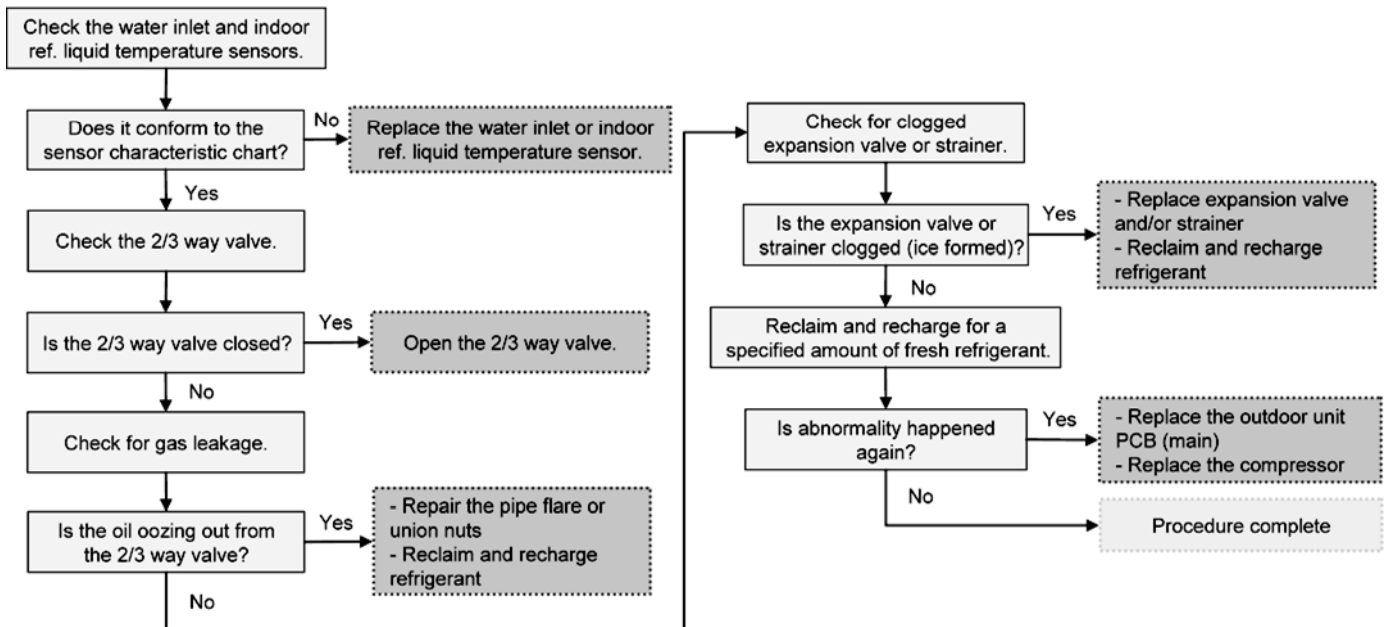 Check the water inlet and indoor
ref. liquid temperature sensors.
Does it conform to the
sensor characteristic chart?
No
Replace the water inlet or indoor
ref. liquid temperature sensor.
Yes
Check the 2/3 way valve.
Is the 2/3 way valve closed?
Yes
Open the 2/3 way valve.
No
Check for gas leakage.
Is the oil oozing out from
the 2/3 way valve?
Yes
- Repair the pipe flare or
union nuts
- Reclaim and recharge
refrigerant
No
Check for clogged
expansion valve or strainer.
Is the expansion valve or
strainer clogged (ice formed)?
Yes
- Replace expansion valve
and/or strainer
- Reclaim and recharge
refrigerant
No
Reclaim and recharge for a
specified amount of fresh refrigerant.
Is abnormality happened
again?
Yes
- Replace the outdoor unit
PCB (main)
- Replace the compressor
No
Procedure complete